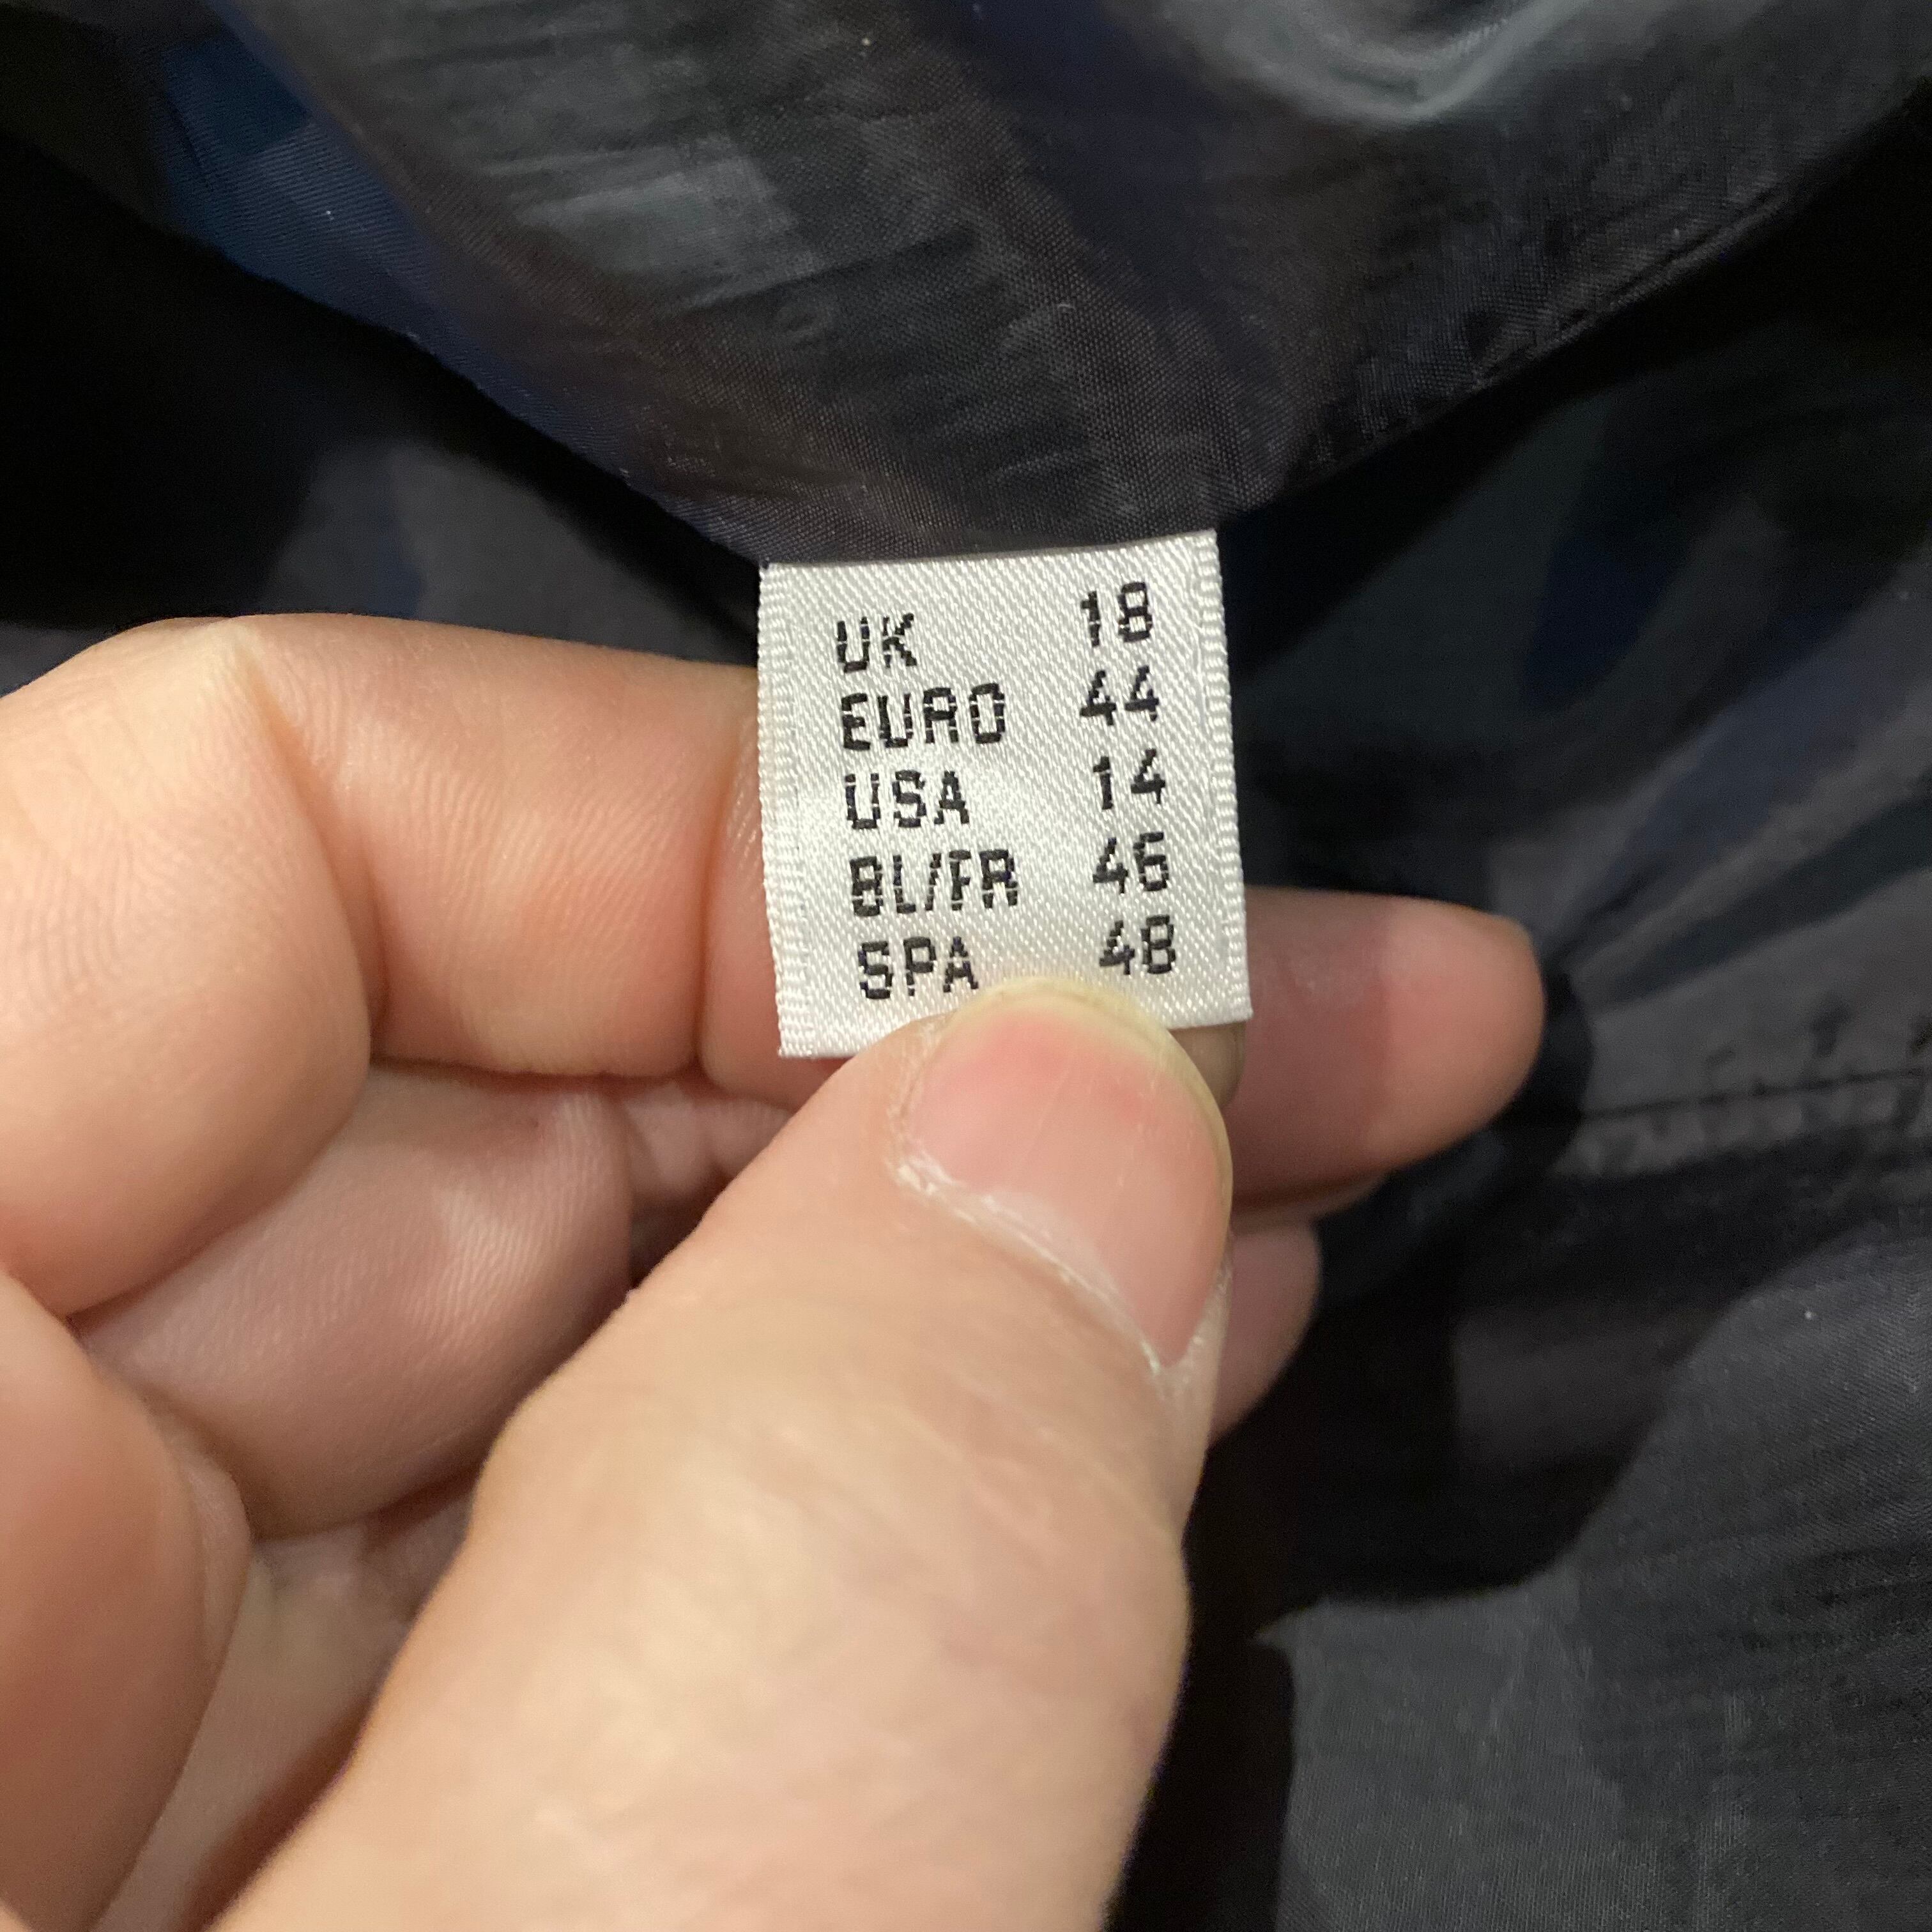 UK 18
EURO 44
USA 14
BL/FR 46
SPA 48